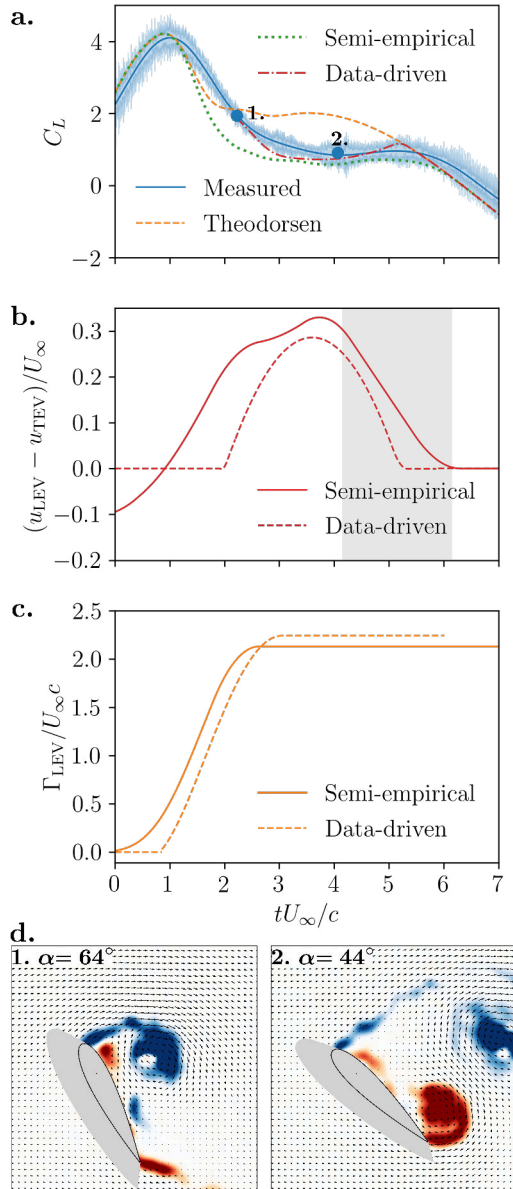 a.
4
2
0
−2
C_L
Semi-empirical
Data-driven
1.
2.
Measured
Theodorsen
b.
0.3
0.2
0.1
0.0
−0.1
−0.2
(u_LEV − u_TEV)/U_∞
Semi-empirical
Data-driven
c.
2.5
2.0
1.5
1.0
0.5
0.0
Γ_LEV/U_∞c
Semi-empirical
Data-driven
0 1 2 3 4 5 6 7
tU_∞/c
d.
1. α= 64°
2. α= 44°